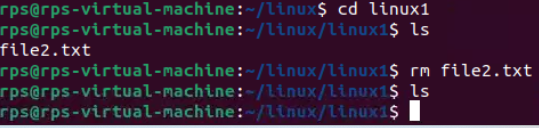 rps@rps-virtual-machine:~/linux$ cd linux1
rps@rps-virtual-machine:~/linux/linux1$ ls
file2.txt
rps@rps-virtual-machine:~/linux/linux1$ rm file2.txt
rps@rps-virtual-machine:~/linux/linux1$ ls
rps@rps-virtual-machine:~/linux/linux1$